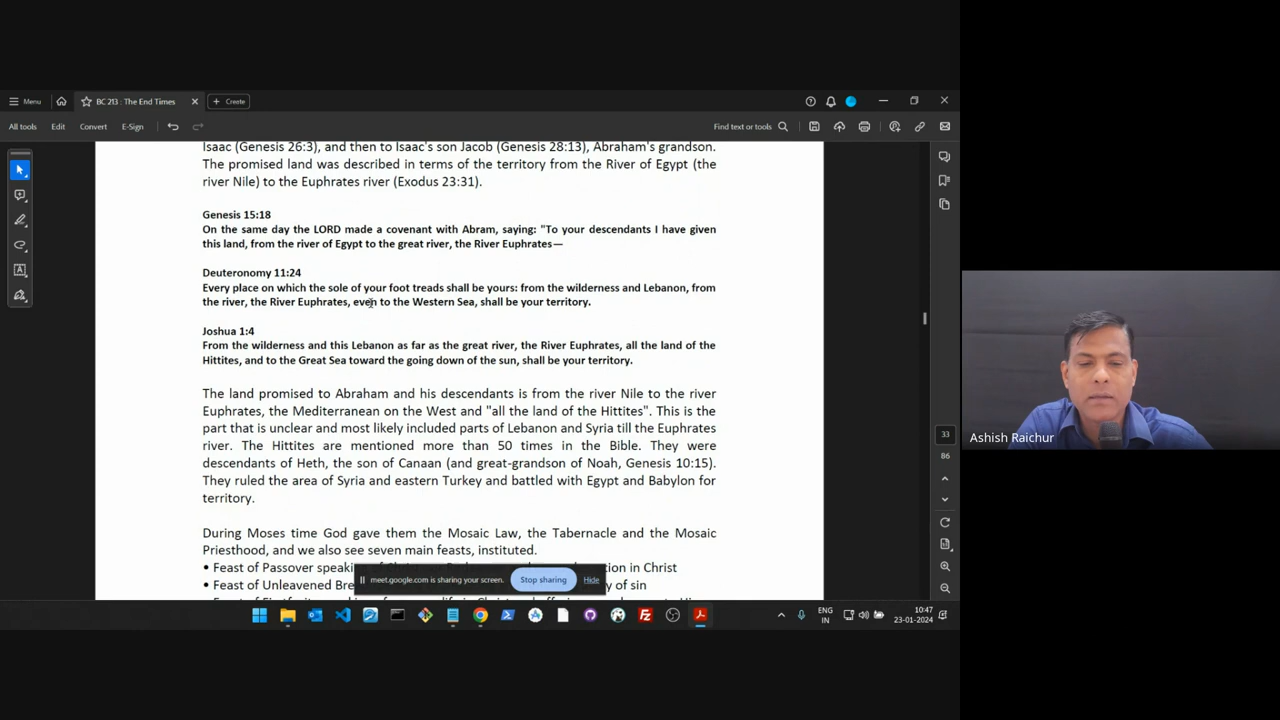 Menu
BC 213 : The End Times
Create
All tools
Edit
Convert
E-Sign
Find text or tools
Isaac (Genesis 26:3), and then to Isaac's son Jacob (Genesis 28:13), Abraham's grandson.
The promised land was described in terms of the territory from the River of Egypt (the
river Nile) to the Euphrates river (Exodus 23:31).
Genesis 15:18
On the same day the LORD made a covenant with Abram, saying: "To your descendants I have given
this land, from the river of Egypt to the great river, the River Euphrates—
Deuteronomy 11:24
Every place on which the sole of your foot treads shall be yours: from the wilderness and Lebanon, from
the river, the River Euphrates, even to the Western Sea, shall be your territory.
Joshua 1:4
From the wilderness and this Lebanon as far as the great river, the River Euphrates, all the land of the
Hittites, and to the Great Sea toward the going down of the sun, shall be your territory.
The land promised to Abraham and his descendants is from the river Nile to the river
Euphrates, the Mediterranean on the West and "all the land of the Hittites". This is the
part that is unclear and most likely included parts of Lebanon and Syria till the Euphrates
river. The Hittites are mentioned more than 50 times in the Bible. They were
descendants of Heth, the son of Canaan (and great-grandson of Noah, Genesis 10:15).
They ruled the area of Syria and eastern Turkey and battled with Egypt and Babylon for
territory.
During Moses time God gave them the Mosaic Law, the Tabernacle and the Mosaic
Priesthood, and we also see seven main feasts, instituted.
• Feast of Passover speaking of
tion in Christ
• Feast of Unleavened Bre
y of sin
meet.google.com is sharing your screen.
Stop sharing
Hide
33
86
ENG
IN
10:47
23-01-2024
Ashish Raichur